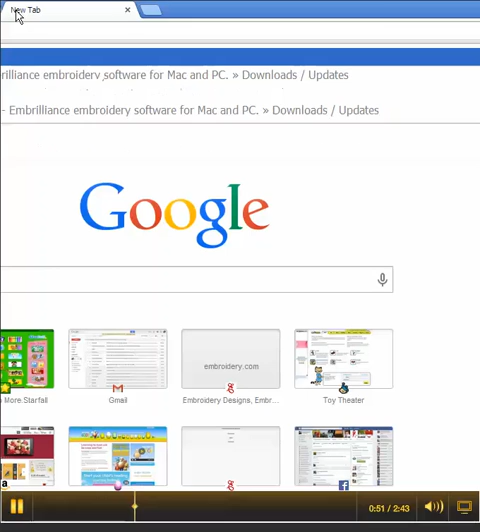 New Tab
rilliance embroidery software for Mac and PC. » Downloads / Updates
- Embrilliance embroidery software for Mac and PC. » Downloads / Updates
Google
embroidery.com
More.Starfall
Gmail
Embroidery Designs, Embr...
Toy Theater
a
0:51 / 2:43